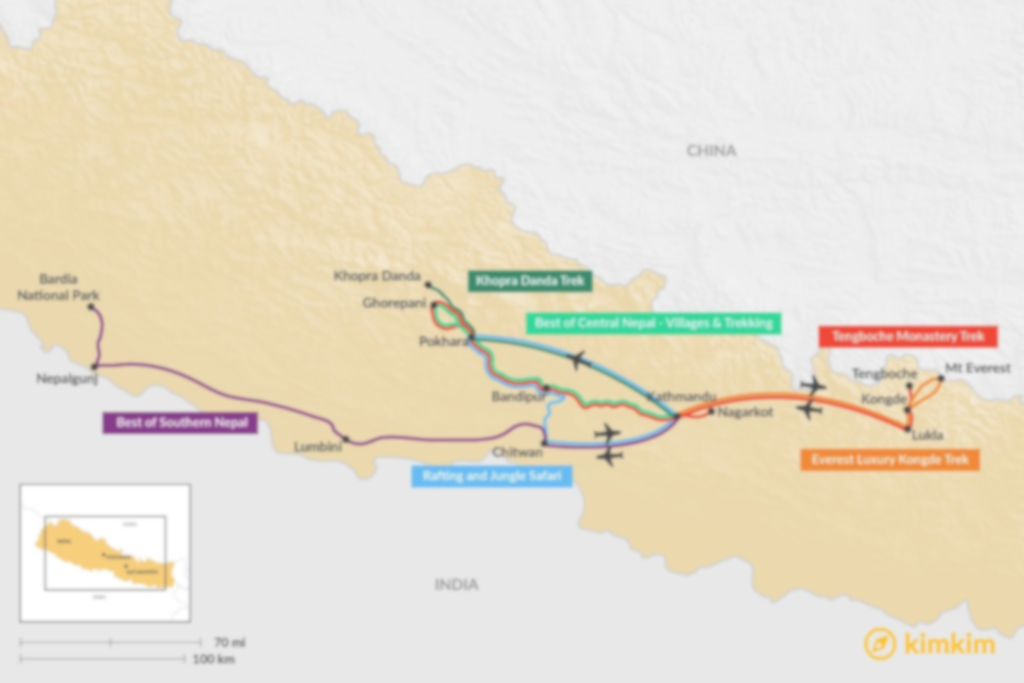 CHINA
Bardia
National Park
Khopra Danda
Khopra Danda Trek
Ghorepani
Best of Central Nepal - Villages & Trekking
Tengboche Monastery Trek
Pokhara
Mt Everest
Tengboche
Nepalgunj
Bandipur
Kathmandu
Kongde
Nagarkot
Best of Southern Nepal
Lukla
Lumbini
Chitwan
Everest Luxury Kongde Trek
Rafting and Jungle Safari
INDIA
70 mi
100 km
kimkim